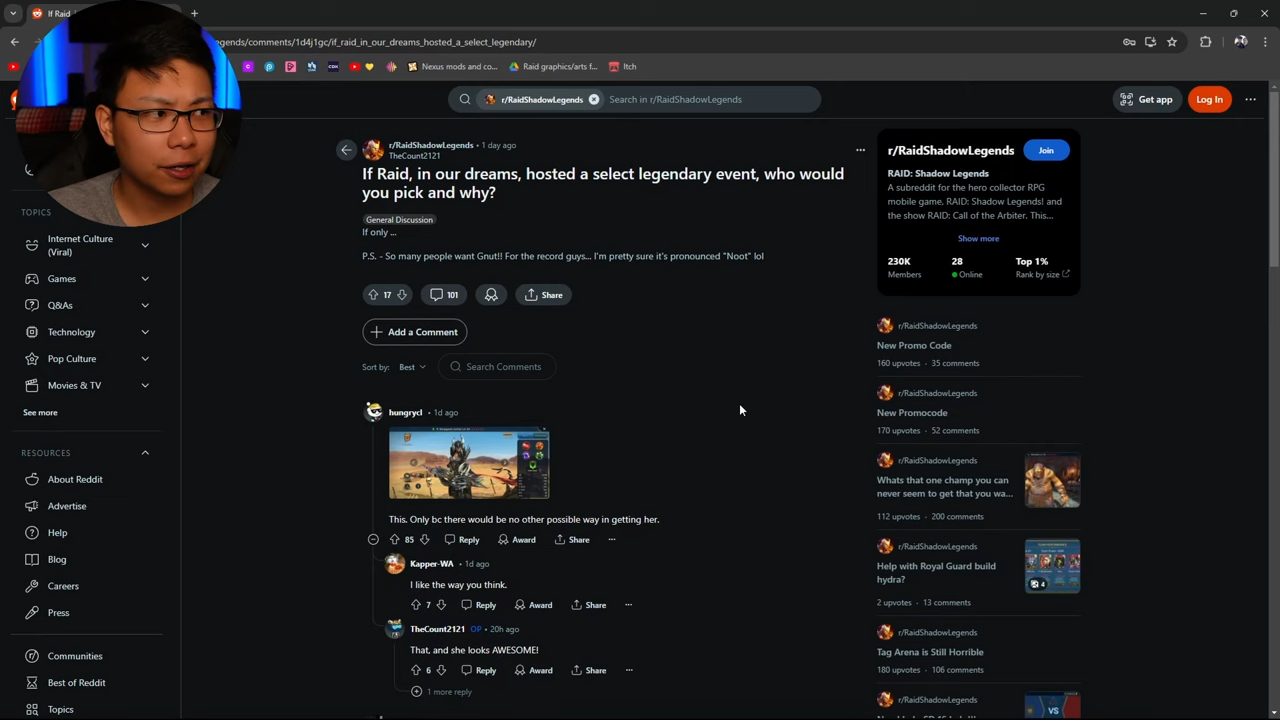 If Raid
egends/comments/1d4j1gc/if_raid_in_our_dreams_hosted_a_select_legendary/
Nexus mods and co...
Raid graphics/arts f...
Itch
r/RaidShadowLegends
Search in r/RaidShadowLegends
Get app
Log In
TOPICS
Internet Culture
(Viral)
Games
Q&As
Technology
Pop Culture
Movies & TV
See more
RESOURCES
About Reddit
Advertise
Help
Blog
Careers
Press
Communities
Best of Reddit
Topics
r/RaidShadowLegends • 1 day ago
TheCount2121
If Raid, in our dreams, hosted a select legendary event, who would
you pick and why?
General Discussion
If only ...
P.S. - So many people want Gnut!! For the record guys... I'm pretty sure it's pronounced "Noot" lol
17
101
Share
Add a Comment
Sort by: Best
Search Comments
hungrycl • 1d ago
This. Only bc there would be no other possible way in getting her.
85 Reply Award Share
Kapper-WA • 1d ago
I like the way you think.
7 Reply Award Share
TheCount2121 OP • 20h ago
That, and she looks AWESOME!
6 Reply Award Share
1 more reply
r/RaidShadowLegends
Join
RAID: Shadow Legends
A subreddit for the hero collector RPG
mobile game, RAID: Shadow Legends! and
the show RAID: Call of the Arbiter. This...
Show more
230K 28 Top 1%
Members Online Rank by size
r/RaidShadowLegends
New Promo Code
160 upvotes • 35 comments
r/RaidShadowLegends
New Promocode
170 upvotes • 52 comments
r/RaidShadowLegends
Whats that one champ you can
never seem to get that you wa...
112 upvotes • 200 comments
r/RaidShadowLegends
Help with Royal Guard build
hydra?
4
2 upvotes • 13 comments
r/RaidShadowLegends
Tag Arena is Still Horrible
180 upvotes • 106 comments
r/RaidShadowLegends
VS